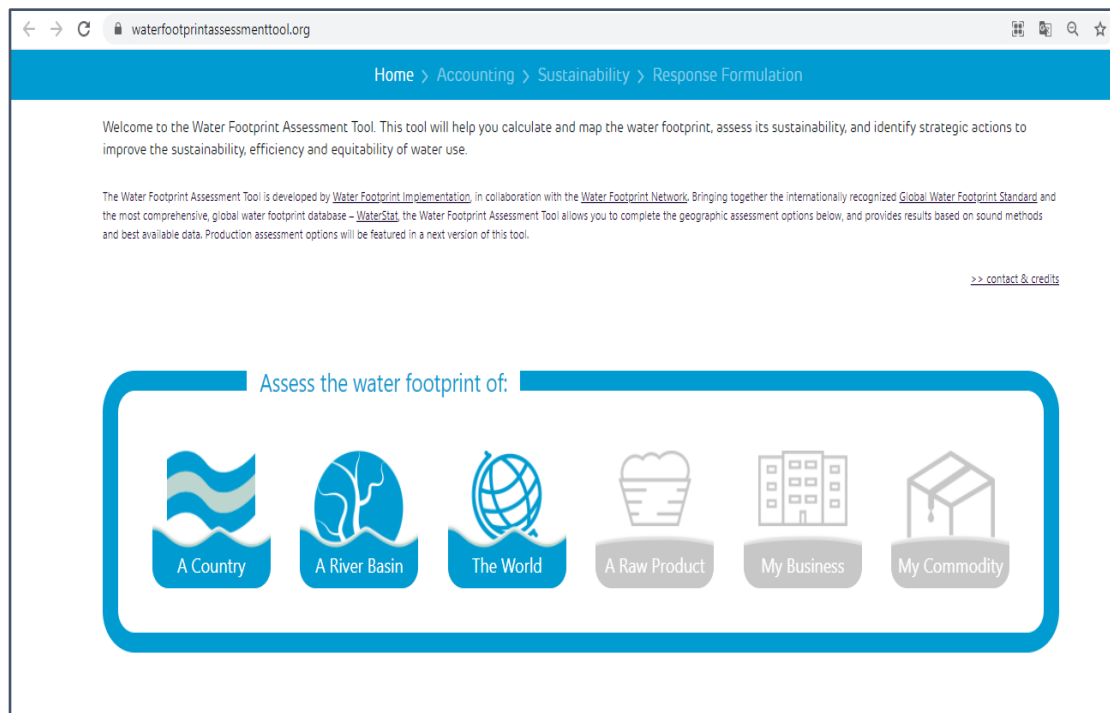 waterfootprintassessmenttool.org
Home > Accounting > Sustainability > Response Formulation
Welcome to the Water Footprint Assessment Tool. This tool will help you calculate and map the water footprint, assess its sustainability, and identify strategic actions to
improve the sustainability, efficiency and equitability of water use.
The Water Footprint Assessment Tool is developed by Water Footprint Implementation, in collaboration with the Water Footprint Network. Bringing together the internationally recognized Global Water Footprint Standard and
the most comprehensive, global water footprint database – WaterStat, the Water Footprint Assessment Tool allows you to complete the geographic assessment options below, and provides results based on sound methods
and best available data. Production assessment options will be featured in a next version of this tool.
>> contact & credits
Assess the water footprint of:
A Country
A River Basin
The World
A Raw Product
My Business
My Commodity